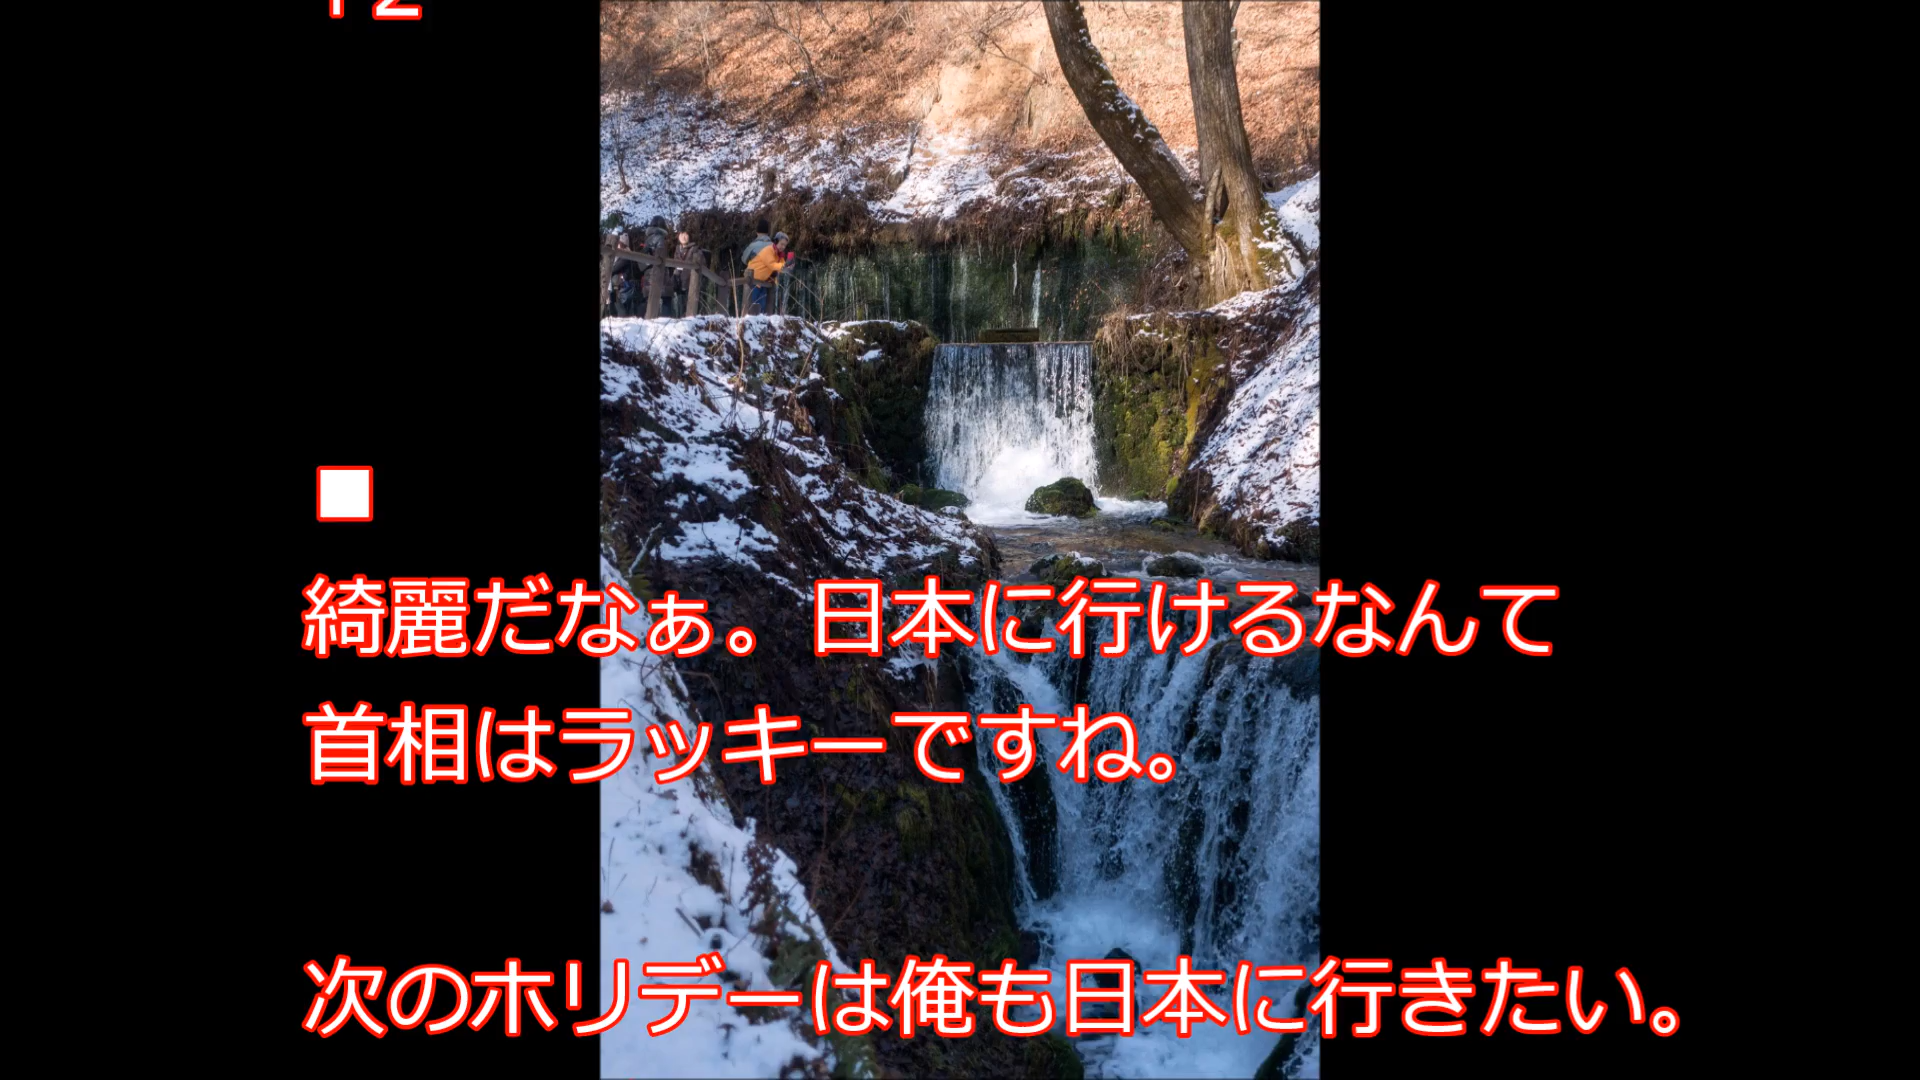 ■
綺麗だなぁ。日本に行けるなんて
首相はラッキーですね。
次のホリデーは俺も日本に行きたい。